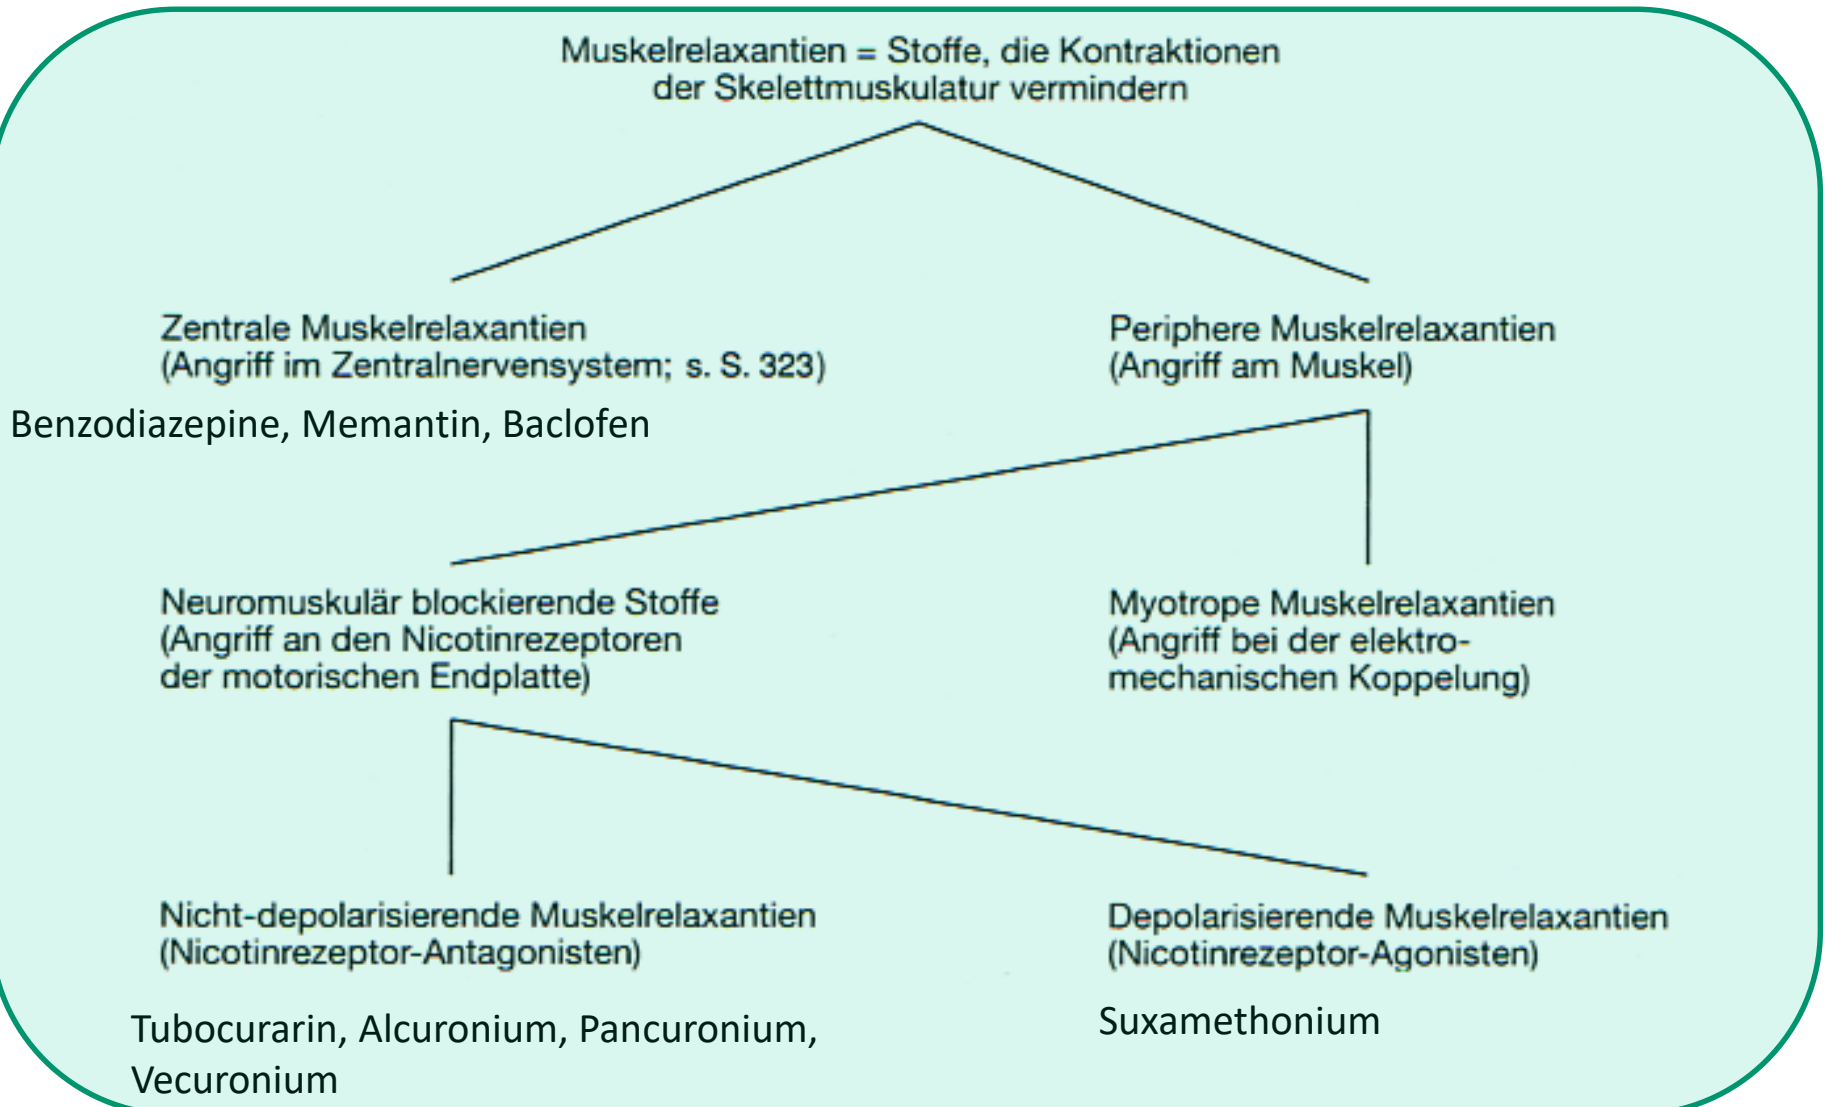 Muskelrelaxantien = Stoffe, die Kontraktionen
der Skelettmuskulatur vermindern
Zentrale Muskelrelaxantien
(Angriff im Zentralnervensystem; s. S. 323)
Benzodiazepine, Memantin, Baclofen
Periphere Muskelrelaxantien
(Angriff am Muskel)
Neuromuskulär blockierende Stoffe
(Angriff an den Nicotinrezeptoren
der motorischen Endplatte)
Myotrope Muskelrelaxantien
(Angriff bei der elektro-
mechanischen Koppelung)
Nicht-depolarisierende Muskelrelaxantien
(Nicotinrezeptor-Antagonisten)
Tubocurarin, Alcuronium, Pancuronium,
Vecuronium
Depolarisierende Muskelrelaxantien
(Nicotinrezeptor-Agonisten)
Suxamethonium